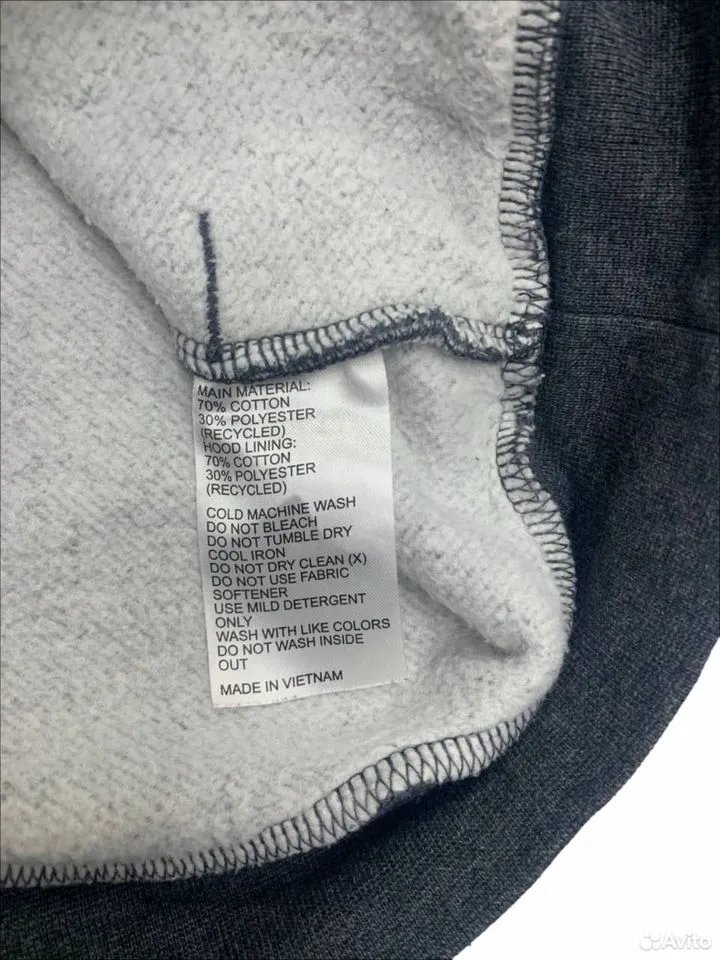 MAIN MATERIAL:
70% COTTON
30% POLYESTER
(RECYCLED)
HOOD LINING:
70% COTTON
30% POLYESTER
(RECYCLED)
COLD MACHINE WASH
DO NOT BLEACH
DO NOT TUMBLE DRY
COOL IRON
DO NOT DRY CLEAN (X)
DO NOT USE FABRIC
SOFTENER
USE MILD DETERGENT
ONLY
WASH WITH LIKE COLORS
DO NOT WASH INSIDE
OUT
MADE IN VIETNAM
Avito